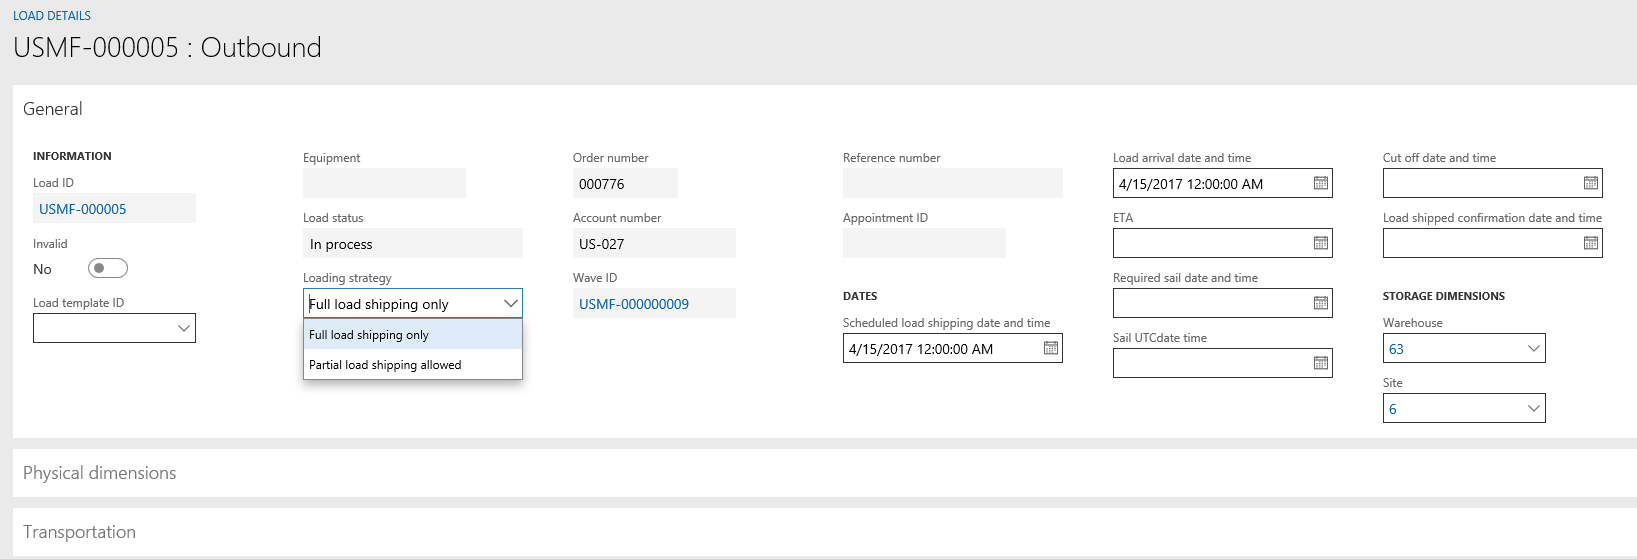 LOAD DETAILS
USMF-000005 : Outbound
General
INFORMATION
Load ID
USMF-000005
Invalid
No
Load template ID
Equipment
Load status
In process
Loading strategy
Full load shipping only
Full load shipping only
Partial load shipping allowed
Order number
000776
Account number
US-027
Wave ID
USMF-000000009
Reference number
Appointment ID
DATES
Scheduled load shipping date and time
4/15/2017 12:00:00 AM
Load arrival date and time
4/15/2017 12:00:00 AM
ETA
Required sail date and time
Sail UTCdate time
Cut off date and time
Load shipped confirmation date and time
STORAGE DIMENSIONS
Warehouse
63
Site
6
Physical dimensions
Transportation